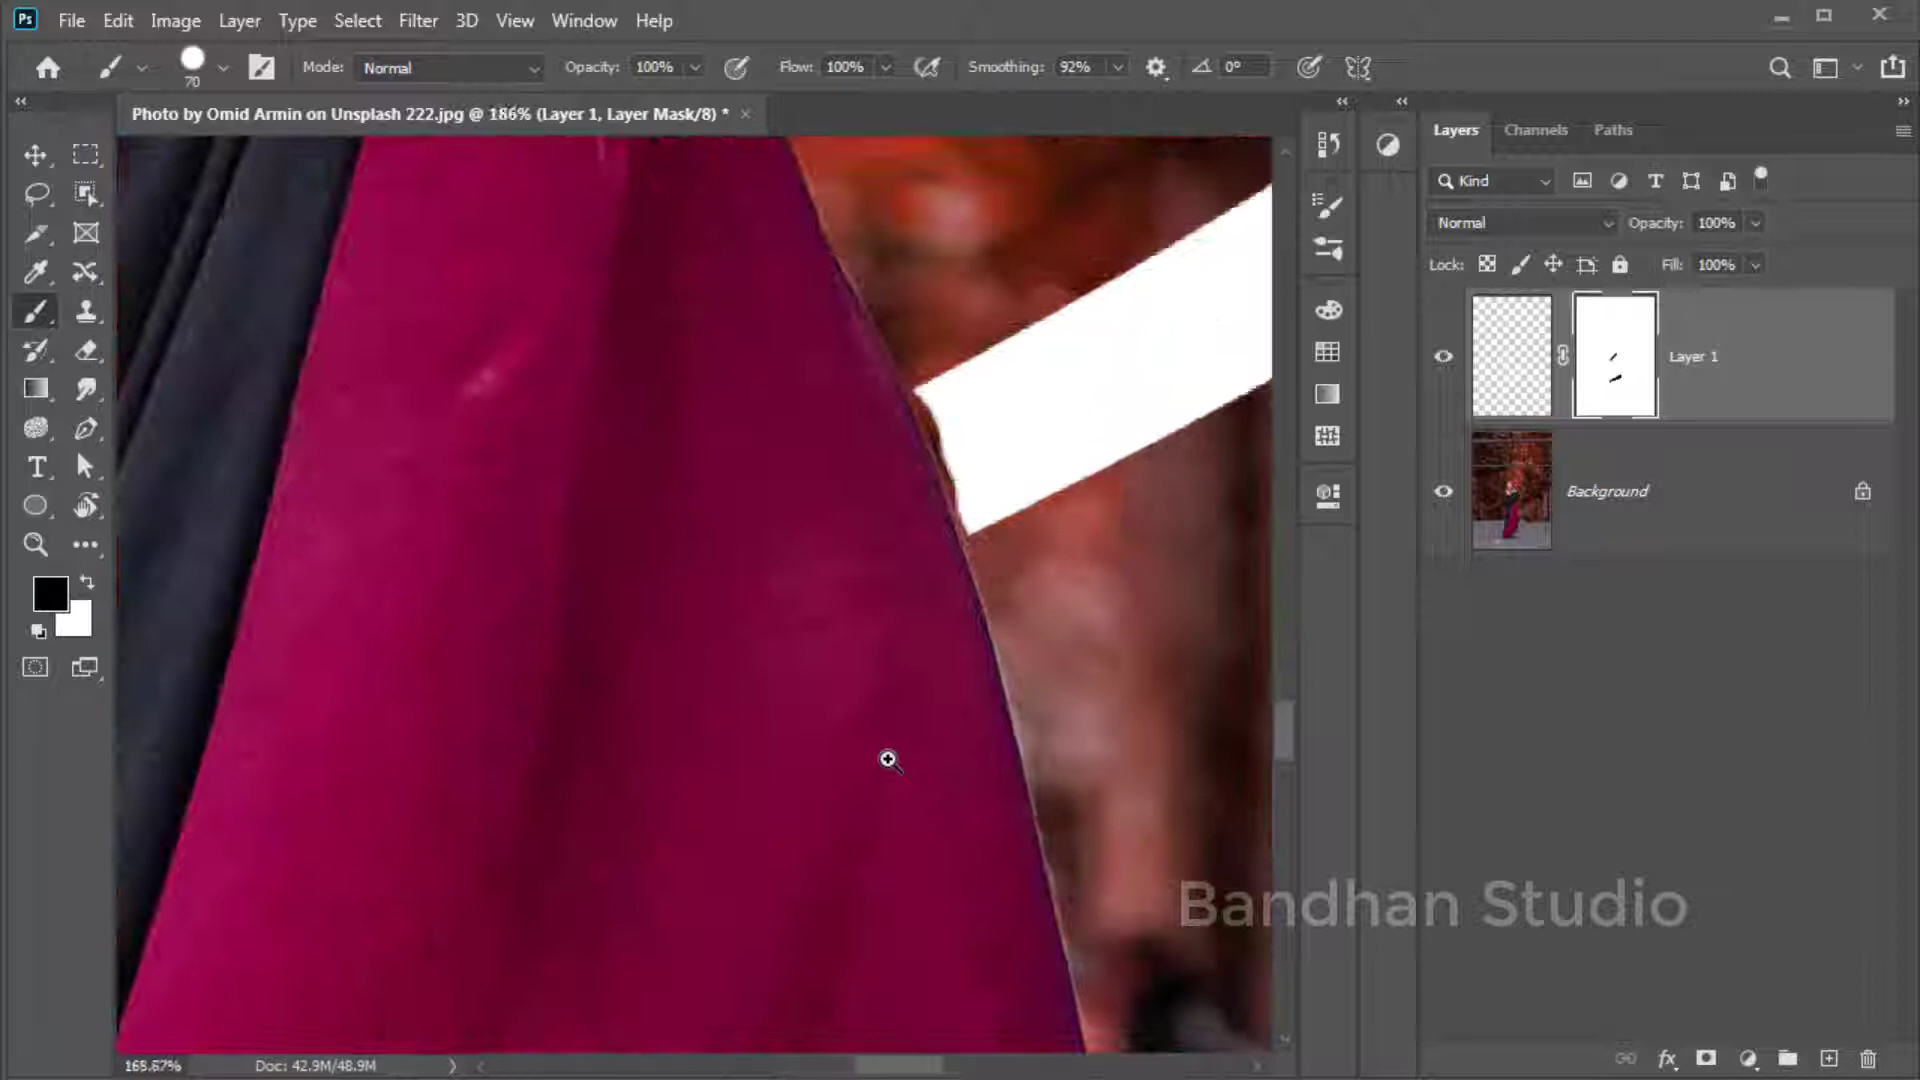 Ps File Edit Image Layer Type Select Filter 3D View Window Help
70 Mode: Normal Opacity: 100% Flow: 100% Smoothing: 92% 0°
Photo by Omid Armin on Unsplash 222.jpg @ 186% (Layer 1, Layer Mask/8) *
Layers Channels Paths
Kind
Normal Opacity: 100%
Lock: Fill: 100%
Layer 1
Background
Bandhan Studio
165.67% Doc: 42.9M/48.9M
fx